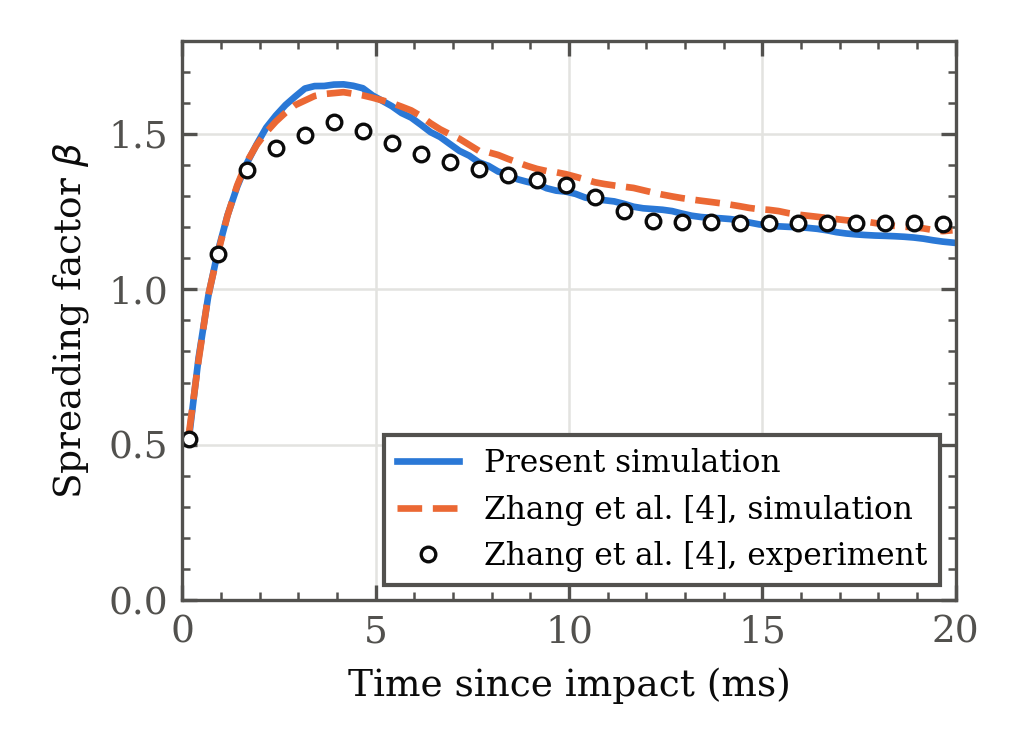 Spreading factor β
1.5
1.0
0.5
0.0
0 5 10 15 20
Time since impact (ms)
Present simulation
Zhang et al. [4], simulation
Zhang et al. [4], experiment